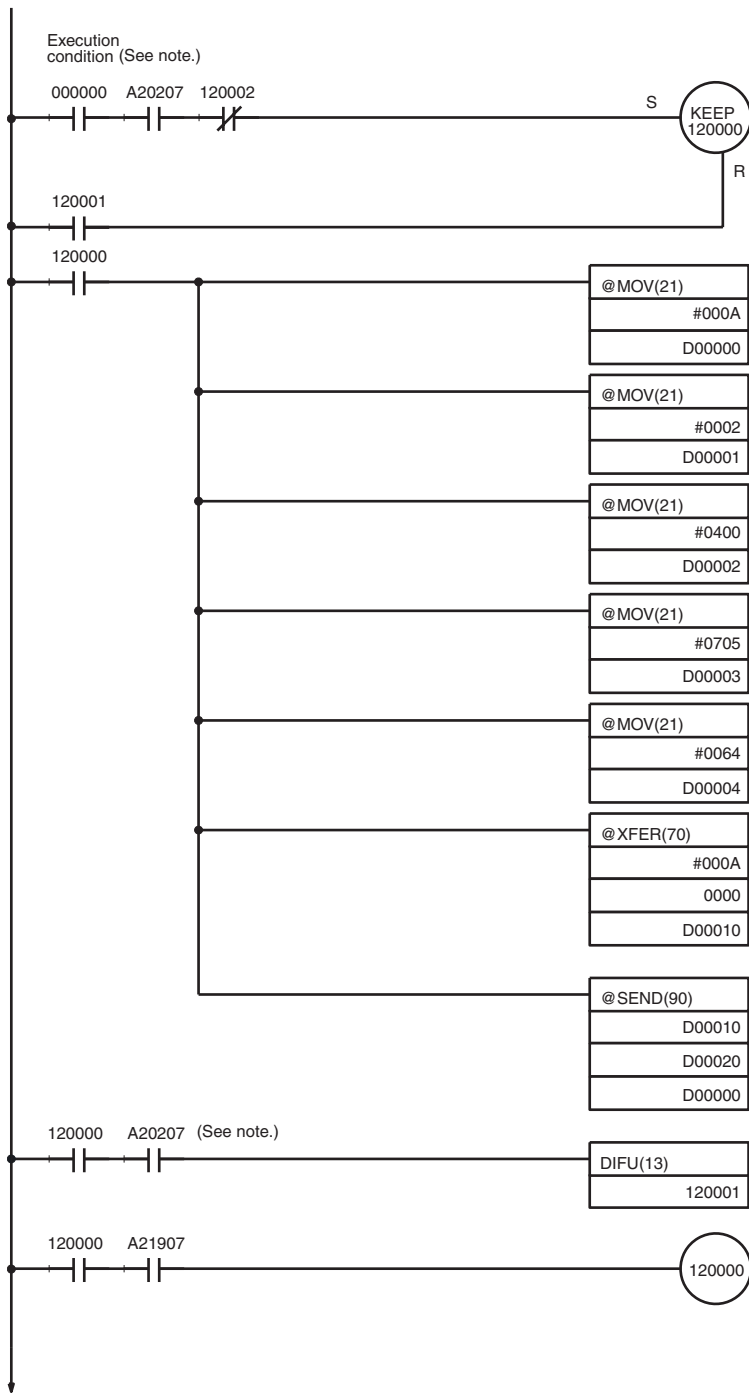 Execution
condition (See note.)
000000 A20207 120002
S
KEEP
120000
R
120001
120000
@MOV(21)
#000A
D00000
@MOV(21)
#0002
D00001
@MOV(21)
#0400
D00002
@MOV(21)
#0705
D00003
@MOV(21)
#0064
D00004
@XFER(70)
#000A
0000
D00010
@SEND(90)
D00010
D00020
D00000
120000 A20207 (See note.)
DIFU(13)
120001
120000 A21907
120000